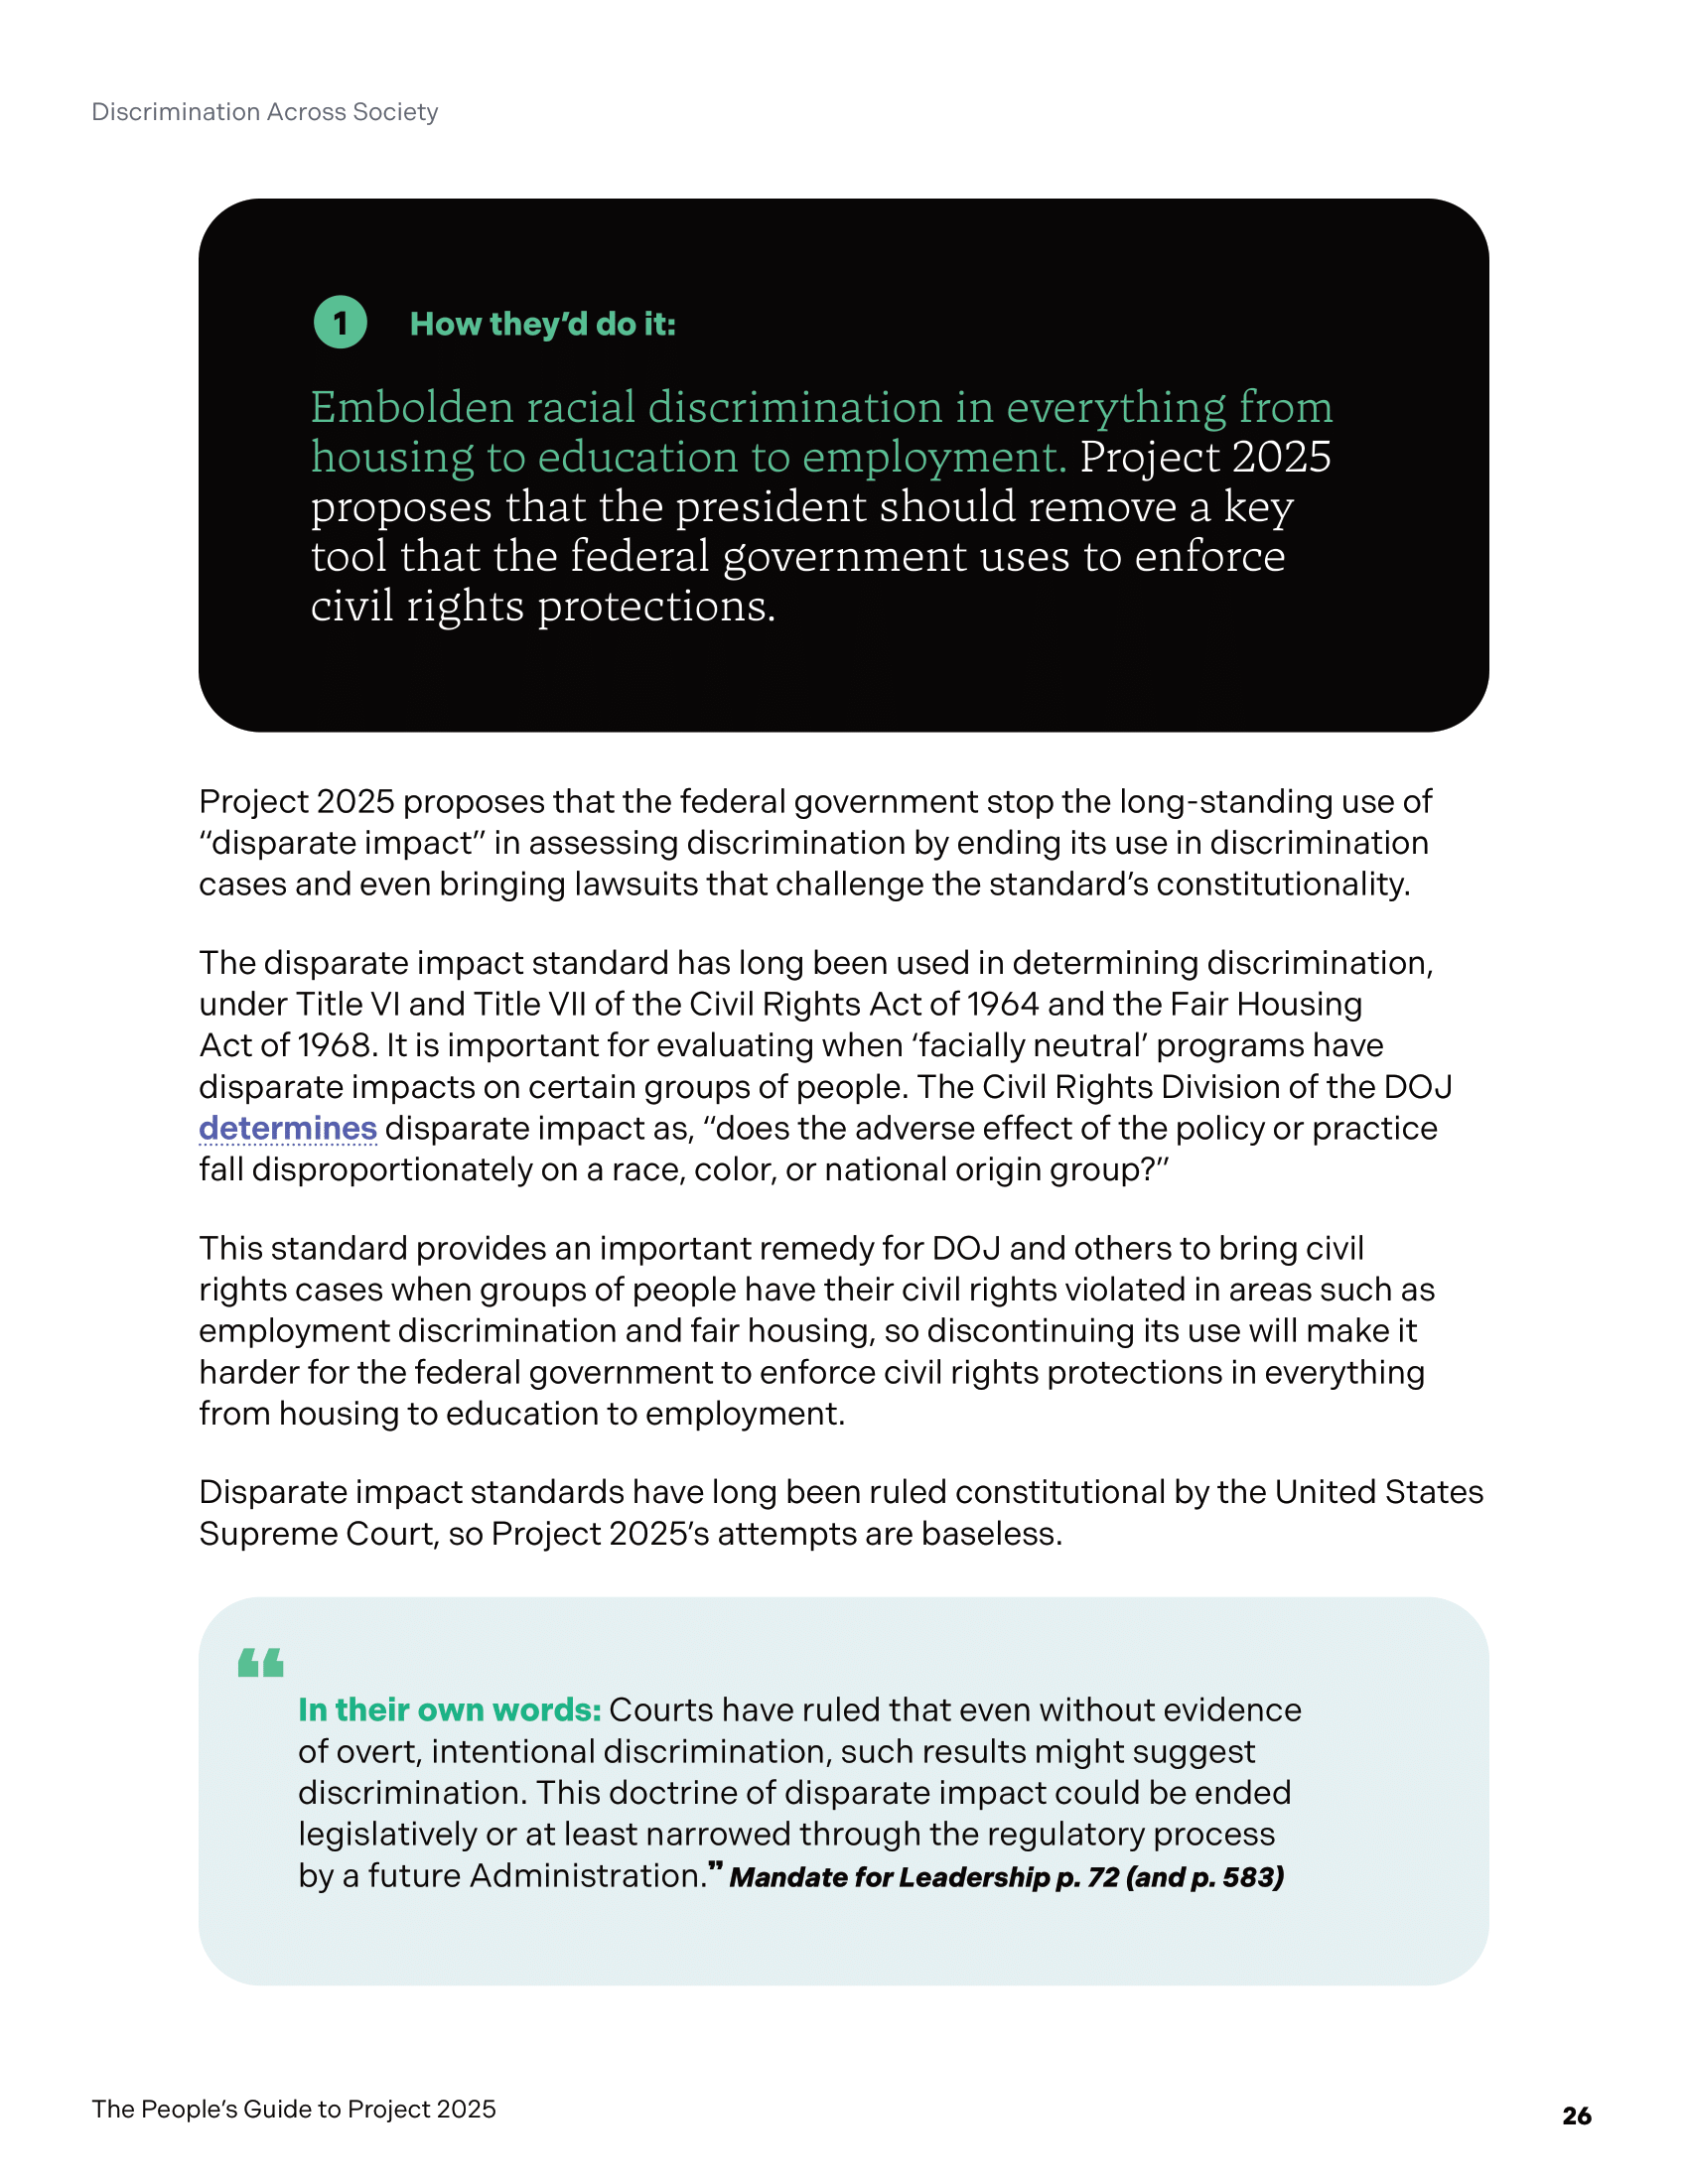 Discrimination Across Society
1 How they’d do it:
Embolden racial discrimination in everything from
housing to education to employment. Project 2025
proposes that the president should remove a key
tool that the federal government uses to enforce
civil rights protections.
Project 2025 proposes that the federal government stop the long-standing use of
“disparate impact” in assessing discrimination by ending its use in discrimination
cases and even bringing lawsuits that challenge the standard’s constitutionality.
The disparate impact standard has long been used in determining discrimination,
under Title VI and Title VII of the Civil Rights Act of 1964 and the Fair Housing
Act of 1968. It is important for evaluating when ‘facially neutral’ programs have
disparate impacts on certain groups of people. The Civil Rights Division of the DOJ
determines disparate impact as, “does the adverse effect of the policy or practice
fall disproportionately on a race, color, or national origin group?”
This standard provides an important remedy for DOJ and others to bring civil
rights cases when groups of people have their civil rights violated in areas such as
employment discrimination and fair housing, so discontinuing its use will make it
harder for the federal government to enforce civil rights protections in everything
from housing to education to employment.
Disparate impact standards have long been ruled constitutional by the United States
Supreme Court, so Project 2025’s attempts are baseless.
“
In their own words: Courts have ruled that even without evidence
of overt, intentional discrimination, such results might suggest
discrimination. This doctrine of disparate impact could be ended
legislatively or at least narrowed through the regulatory process
by a future Administration.” Mandate for Leadership p. 72 (and p. 583)
The People’s Guide to Project 2025
26